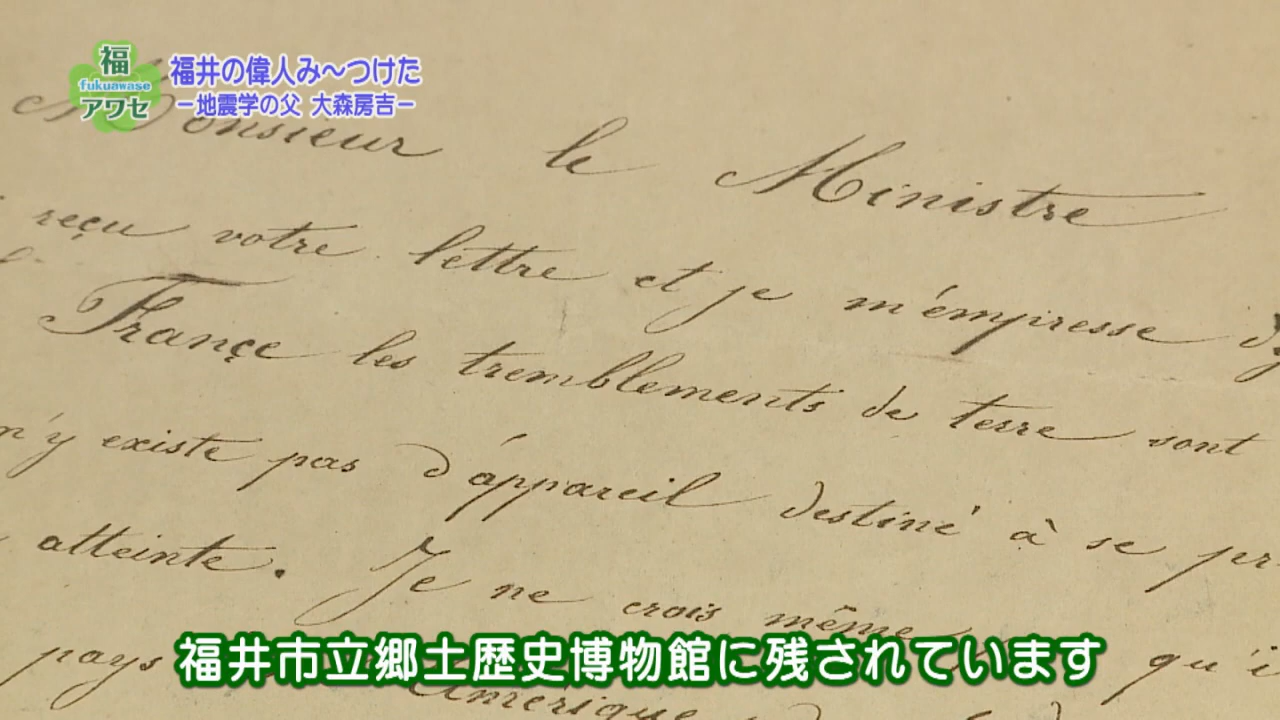 福
fukuawase
アワセ
福井の偉人み〜つけた
－地震学の父 大森房吉－
Monsieur le Ministre
reçu votre lettre et je m'empresse
Françe les tremblements de terre sont
n'y existe pas d'appareil destiné à se pr
atteinte. Je ne crois même qu'i
pays Amérique
福井市立郷土歴史博物館に残されています